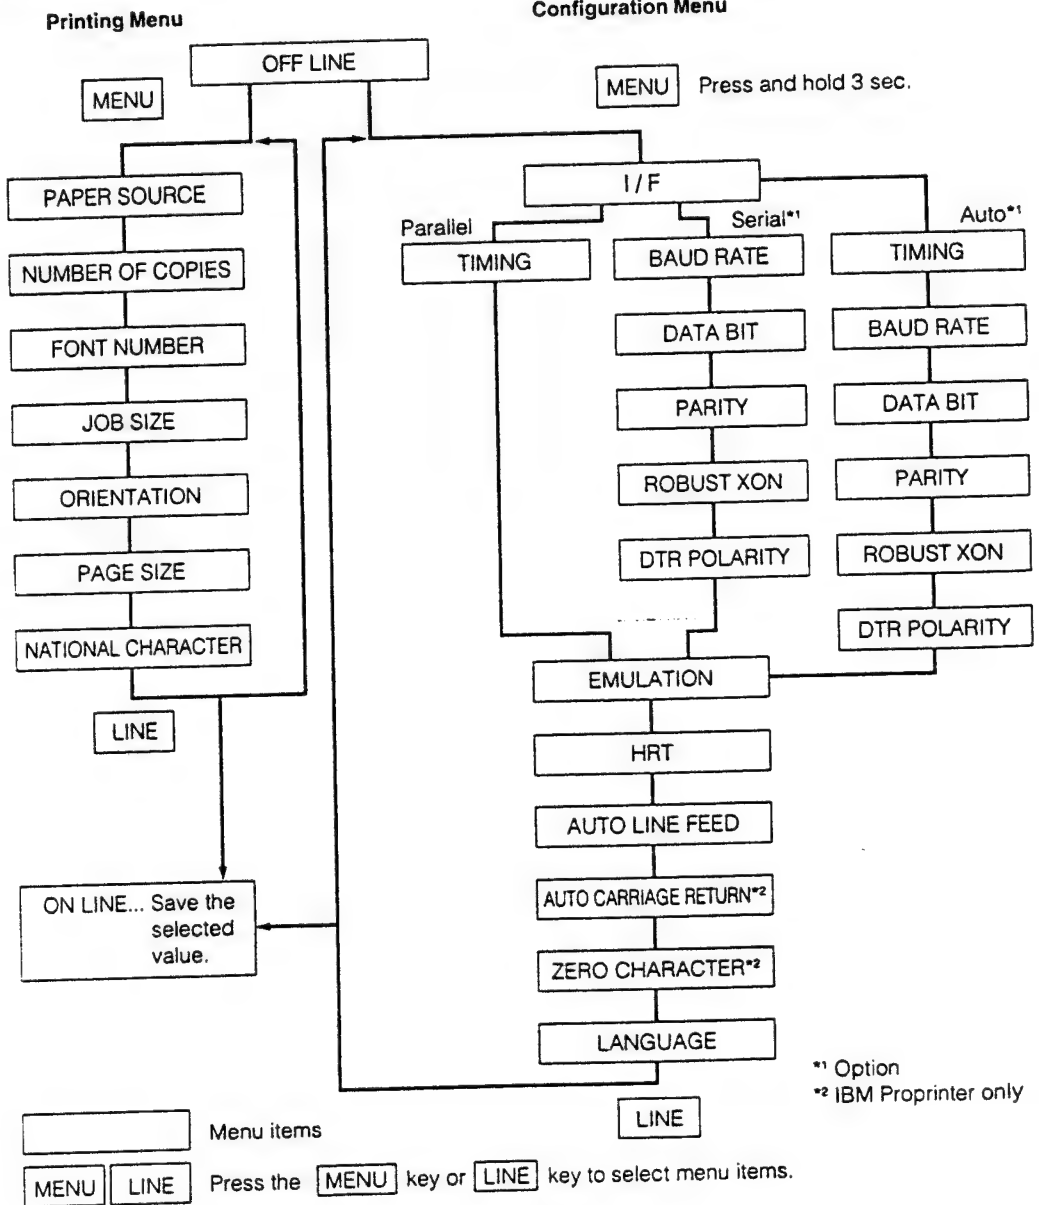 Printing Menu
Configuration Menu
OFF LINE
MENU
MENU Press and hold 3 sec.
PAPER SOURCE
NUMBER OF COPIES
FONT NUMBER
JOB SIZE
ORIENTATION
PAGE SIZE
NATIONAL CHARACTER
LINE
ON LINE... Save the
selected
value.
I/F
Parallel
TIMING
Serial*1
BAUD RATE
DATA BIT
PARITY
ROBUST XON
DTR POLARITY
Auto*1
TIMING
BAUD RATE
DATA BIT
PARITY
ROBUST XON
DTR POLARITY
EMULATION
HRT
AUTO LINE FEED
AUTO CARRIAGE RETURN*2
ZERO CHARACTER*2
LANGUAGE
LINE
*1 Option
*2 IBM Proprinter only
Menu items
MENU LINE Press the MENU key or LINE key to select menu items.